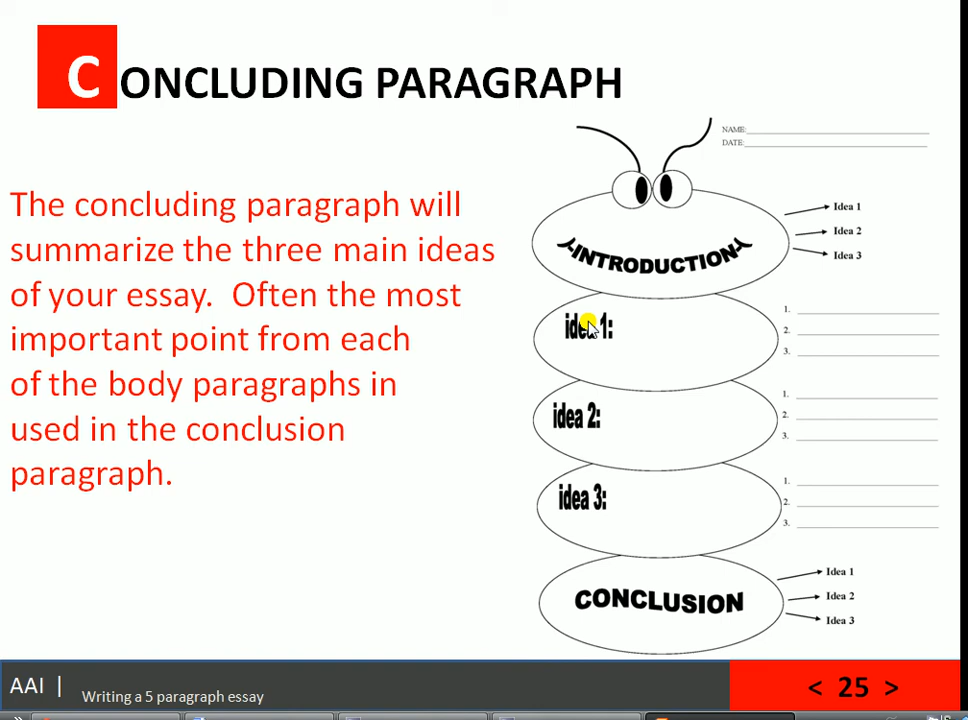 CONCLUDING PARAGRAPH
The concluding paragraph will
summarize the three main ideas
of your essay.  Often the most
important point from each
of the body paragraphs in
used in the conclusion
paragraph.
NAME:
DATE:
INTRODUCTION
Idea 1
Idea 2
Idea 3
idea 1:
1.
2.
3.
idea 2:
1.
2.
3.
idea 3:
1.
2.
3.
CONCLUSION
Idea 1
Idea 2
Idea 3
AAI |
Writing a 5 paragraph essay
< 25 >